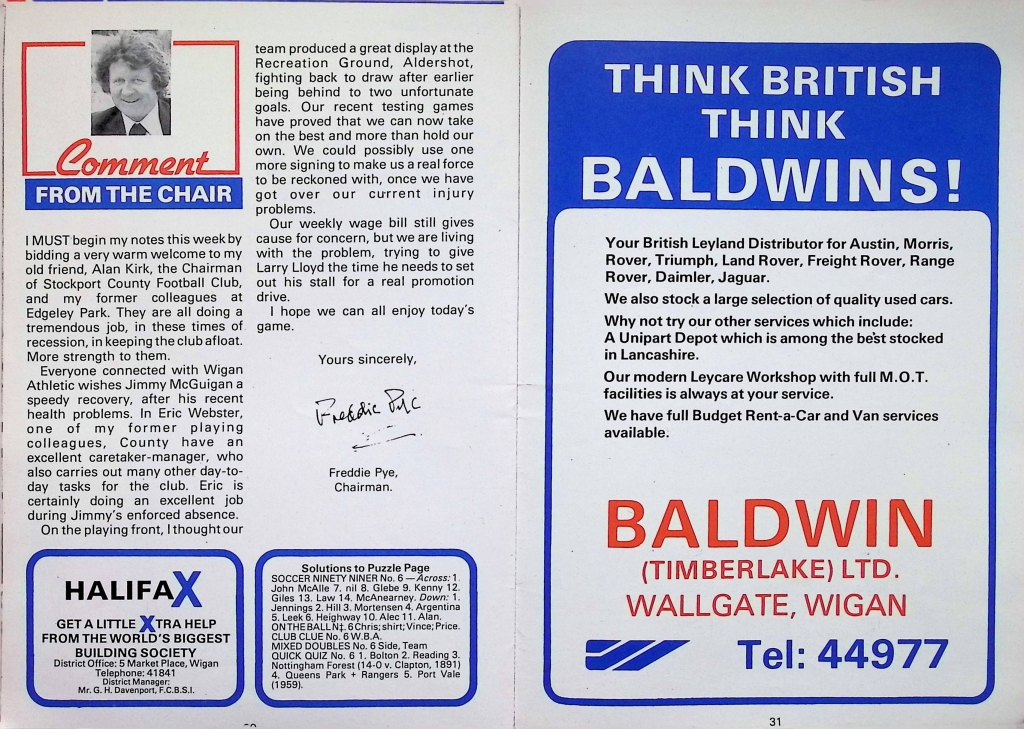 Comment
FROM THE CHAIR
I MUST begin my notes this week by
bidding a very warm welcome to my
old friend, Alan Kirk, the Chairman
of Stockport County Football Club,
and my former colleagues at
Edgeley Park. They are all doing a
tremendous job, in these times of
recession, in keeping the club afloat.
More strength to them.
Everyone connected with Wigan
Athletic wishes Jimmy McGuigan a
speedy recovery, after his recent
health problems. In Eric Webster,
one of my former playing
colleagues, County have an
excellent caretaker-manager, who
also carries out many other day-to-
day tasks for the club. Eric is
certainly doing an excellent job
during Jimmy's enforced absence.
On the playing front, I thought our
team produced a great display at the
Recreation Ground, Aldershot,
fighting back to draw after earlier
being behind to two unfortunate
goals. Our recent testing games
have proved that we can now take
on the best and more than hold our
own. We could possibly use one
more signing to make us a real force
to be reckoned with, once we have
got over our current injury
problems.
Our weekly wage bill still gives
cause for concern, but we are living
with the problem, trying to give
Larry Lloyd the time he needs to set
out his stall for a real promotion
drive.
I hope we can all enjoy today's
game.
Yours sincerely,
Freddie Pye
Freddie Pye,
Chairman.
HALIFAX
GET A LITTLE XTRA HELP
FROM THE WORLD'S BIGGEST
BUILDING SOCIETY
District Office: 5 Market Place, Wigan
Telephone: 41841
District Manager:
Mr. G. H. Davenport, F.C.B.S.I.
Solutions to Puzzle Page
SOCCER NINETY NINER No. 6 — Across: 1.
John McAlle 7. nil 8. Glebe 9. Kenny 12.
Giles 13. Law 14. McAnearney. Down: 1.
Jennings 2. Hill 3. Mortensen 4. Argentina
5. Leek 6. Heighway 10. Alec 11. Alan.
ON THE BALL N‡. 6 Chris; shirt; Vince; Price.
CLUB CLUE No. 6 W.B.A.
MIXED DOUBLES No. 6 Side, Team
QUICK QUIZ No. 6 1. Bolton 2. Reading 3.
Nottingham Forest (14-0 v. Clapton, 1891)
4. Queens Park + Rangers 5. Port Vale
(1959).
THINK BRITISH
THINK
BALDWINS!
Your British Leyland Distributor for Austin, Morris,
Rover, Triumph, Land Rover, Freight Rover, Range
Rover, Daimler, Jaguar.
We also stock a large selection of quality used cars.
Why not try our other services which include:
A Unipart Depot which is among the best stocked
in Lancashire.
Our modern Leycare Workshop with full M.O.T.
facilities is always at your service.
We have full Budget Rent-a-Car and Van services
available.
BALDWIN
(TIMBERLAKE) LTD.
WALLGATE, WIGAN
Tel: 44977
31